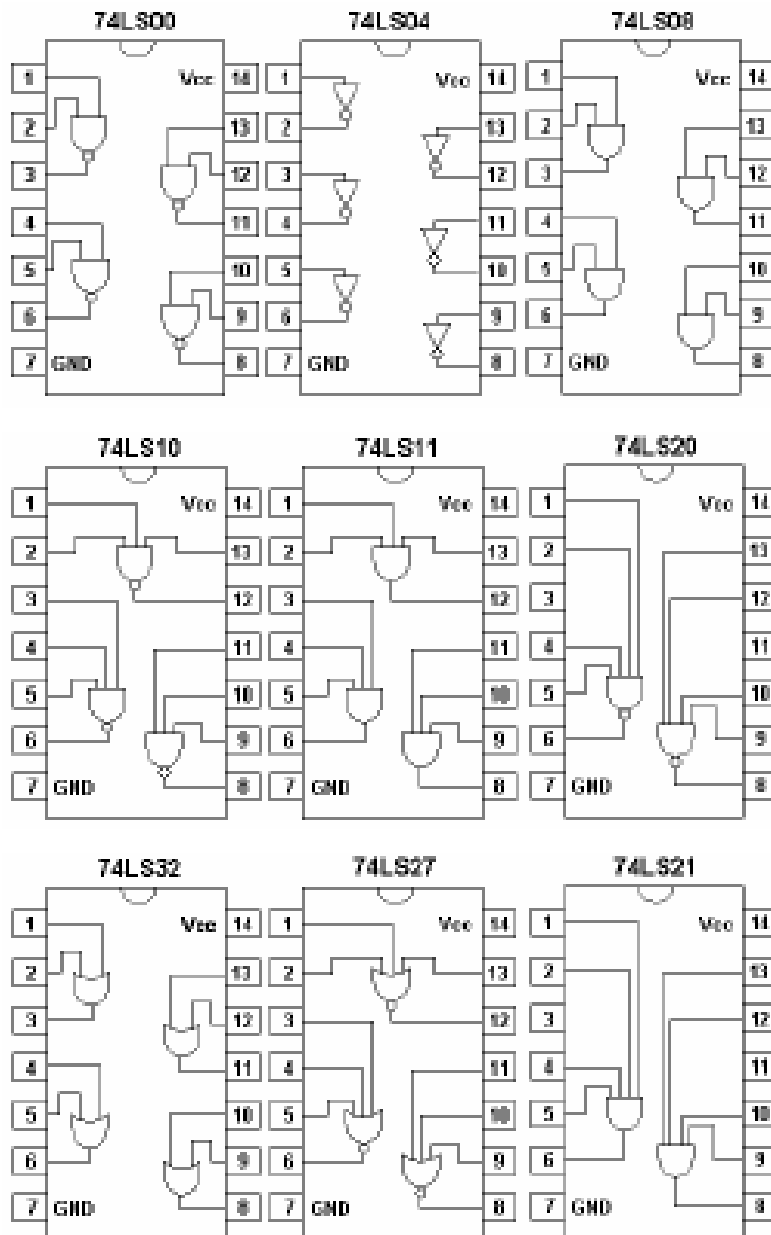 74LS00 74LS04 74LS08
1 Vcc 14 1 Vcc 14 1 Vcc 14
2 13 2 13 2 13
3 12 3 12 3 12
4 11 4 11 4 11
5 10 5 10 5 10
6 9 6 9 6 9
7 GND 8 7 GND 8 7 GND 8
74LS10 74LS11 74LS20
1 Vcc 14 1 Vcc 14 1 Vcc 14
2 13 2 13 2 13
3 12 3 12 3 12
4 11 4 11 4 11
5 10 5 10 5 10
6 9 6 9 6 9
7 GND 8 7 GND 8 7 GND 8
74LS32 74LS27 74LS21
1 Vcc 14 1 Vcc 14 1 Vcc 14
2 13 2 13 2 13
3 12 3 12 3 12
4 11 4 11 4 11
5 10 5 10 5 10
6 9 6 9 6 9
7 GND 8 7 GND 8 7 GND 8